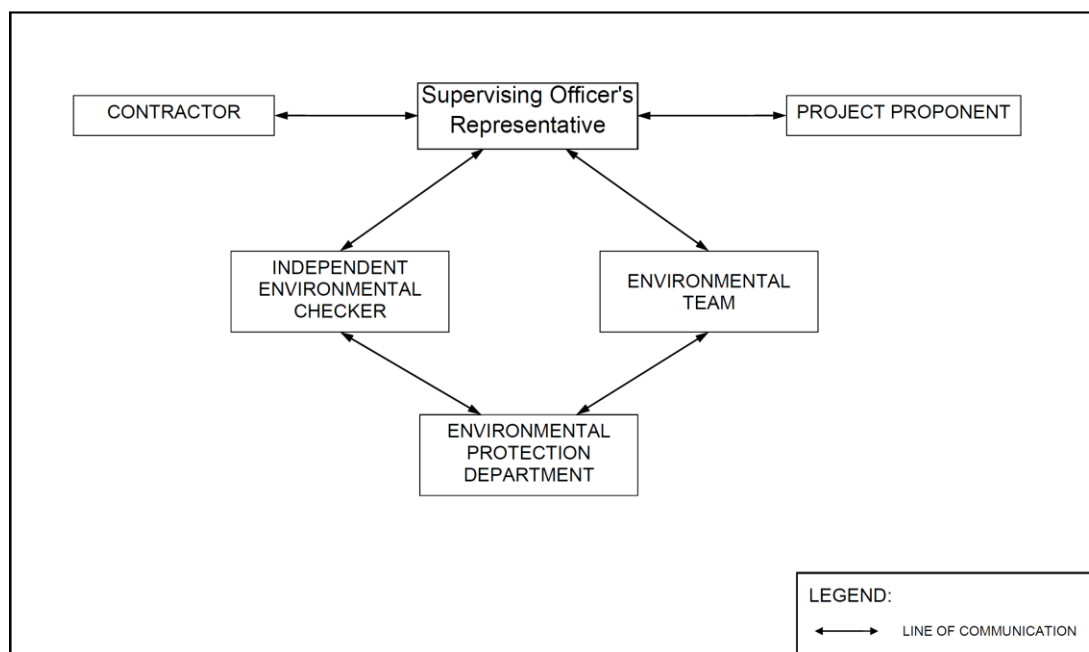 CONTRACTOR
Supervising Officer's
Representative
PROJECT PROPONENT
INDEPENDENT
ENVIRONMENTAL
CHECKER
ENVIRONMENTAL
TEAM
ENVIRONMENTAL
PROTECTION
DEPARTMENT
LEGEND:
LINE OF COMMUNICATION